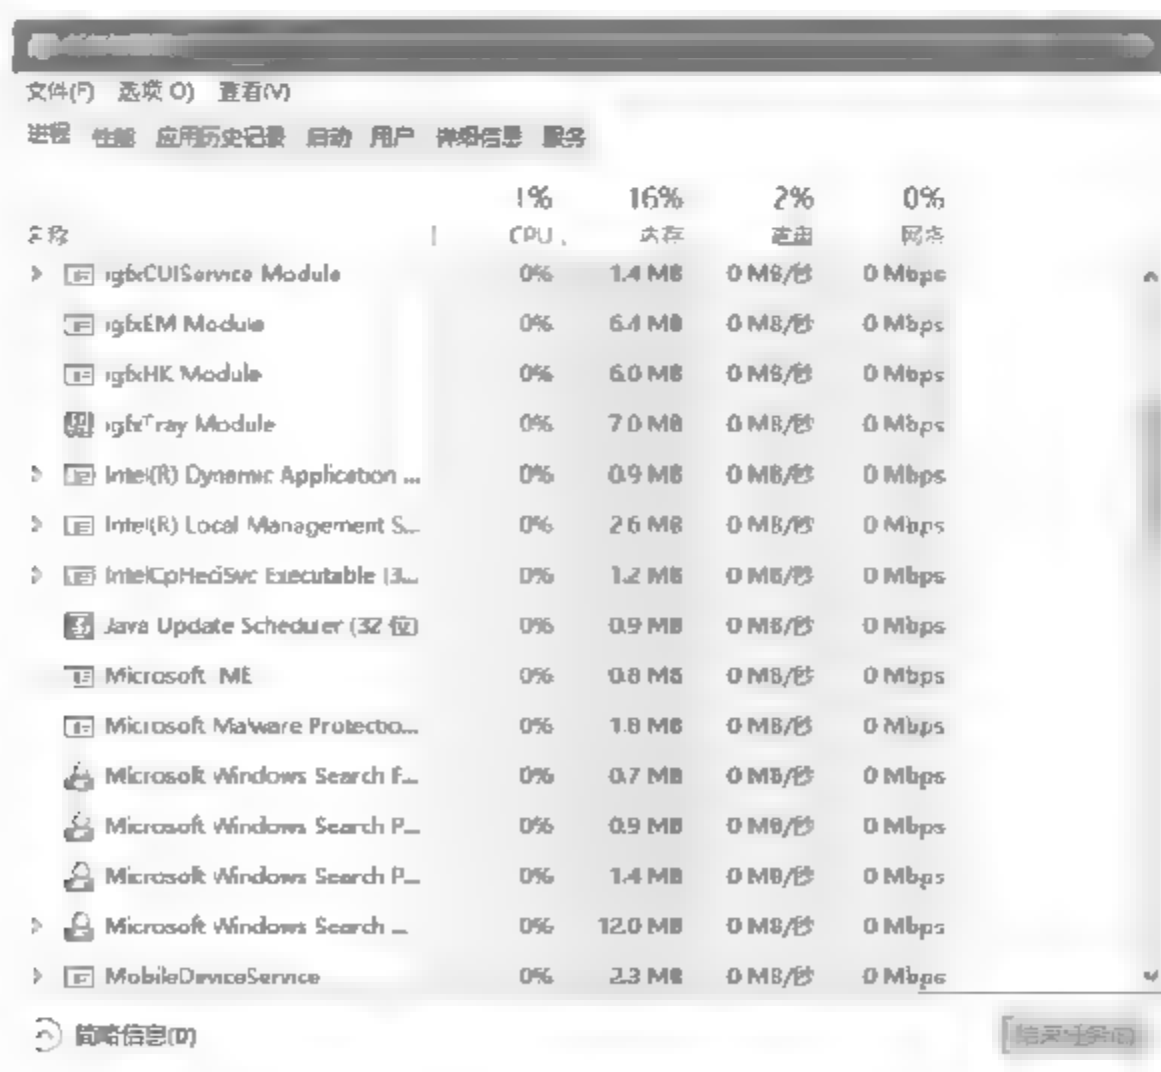 文件(F) 选项(O) 查看(V)
进程 性能 应用历史记录 启动 用户 详细信息 服务
1% 16% 2% 0%
名称 CPU 内存 磁盘 网络
igfxCUIService Module 0% 1.4 MB 0 MB/秒 0 Mbps
igfxEM Module 0% 6.4 MB 0 MB/秒 0 Mbps
igfxHK Module 0% 6.0 MB 0 MB/秒 0 Mbps
igfxTray Module 0% 7.0 MB 0 MB/秒 0 Mbps
Intel(R) Dynamic Application ... 0% 0.9 MB 0 MB/秒 0 Mbps
Intel(R) Local Management S... 0% 2.6 MB 0 MB/秒 0 Mbps
IntelCpHeciSvc Executable (3... 0% 1.2 MB 0 MB/秒 0 Mbps
Java Update Scheduler (32 位) 0% 0.9 MB 0 MB/秒 0 Mbps
Microsoft IME 0% 0.8 MB 0 MB/秒 0 Mbps
Microsoft Malware Protectio... 0% 1.8 MB 0 MB/秒 0 Mbps
Microsoft Windows Search F... 0% 0.7 MB 0 MB/秒 0 Mbps
Microsoft Windows Search P... 0% 0.9 MB 0 MB/秒 0 Mbps
Microsoft Windows Search P... 0% 1.4 MB 0 MB/秒 0 Mbps
Microsoft Windows Search ... 0% 12.0 MB 0 MB/秒 0 Mbps
MobileDeviceService 0% 2.3 MB 0 MB/秒 0 Mbps
简略信息(D) 结束任务(E)